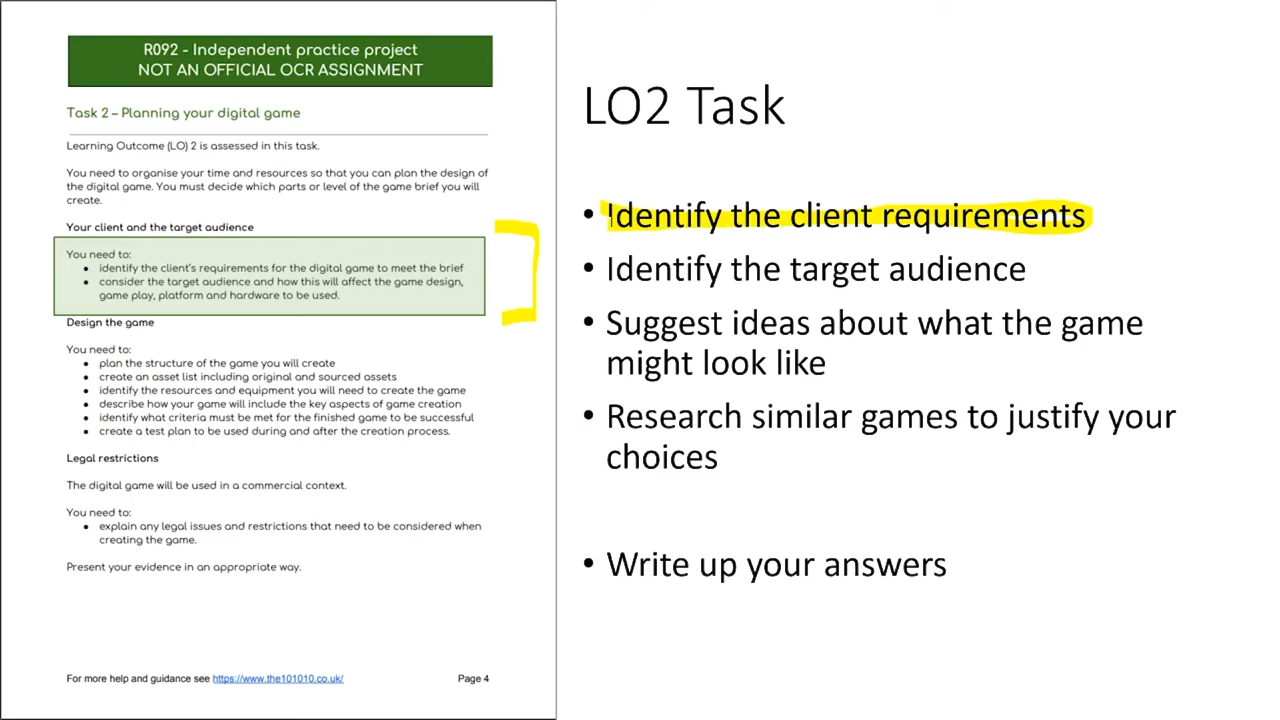 R092 - Independent practice project
NOT AN OFFICIAL OCR ASSIGNMENT
Task 2 – Planning your digital game
Learning Outcome (LO) 2 is assessed in this task.
You need to organise your time and resources so that you can plan the design of
the digital game. You must decide which parts or level of the game brief you will
create.
Your client and the target audience
You need to:
• identify the client's requirements for the digital game to meet the brief
• consider the target audience and how this will affect the game design,
game play, platform and hardware to be used.
Design the game
You need to:
• plan the structure of the game you will create
• create an asset list including original and sourced assets
• identify the resources and equipment you will need to create the game
• describe how your game will include the key aspects of game creation
• identify what criteria must be met for the finished game to be successful
• create a test plan to be used during and after the creation process.
Legal restrictions
The digital game will be used in a commercial context.
You need to:
• explain any legal issues and restrictions that need to be considered when
creating the game.
Present your evidence in an appropriate way.
For more help and guidance see https://www.the101010.co.uk/ Page 4
LO2 Task
• Identify the client requirements
• Identify the target audience
• Suggest ideas about what the game
might look like
• Research similar games to justify your
choices
• Write up your answers